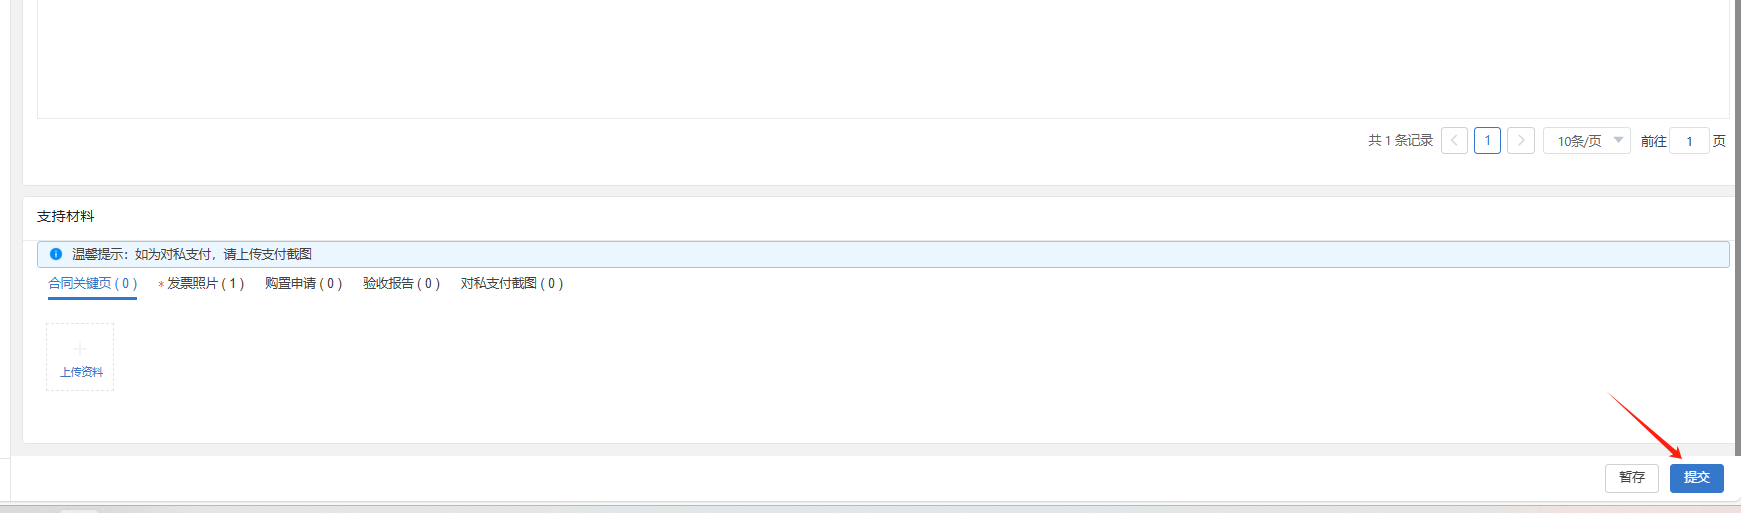 共 1 条记录 1 10条/页 前往 1 页
支持材料
温馨提示：如为对私支付，请上传支付截图
合同关键页 ( 0 ) * 发票照片 ( 1 ) 购置申请 ( 0 ) 验收报告 ( 0 ) 对私支付截图 ( 0 )
上传资料
暂存 提交